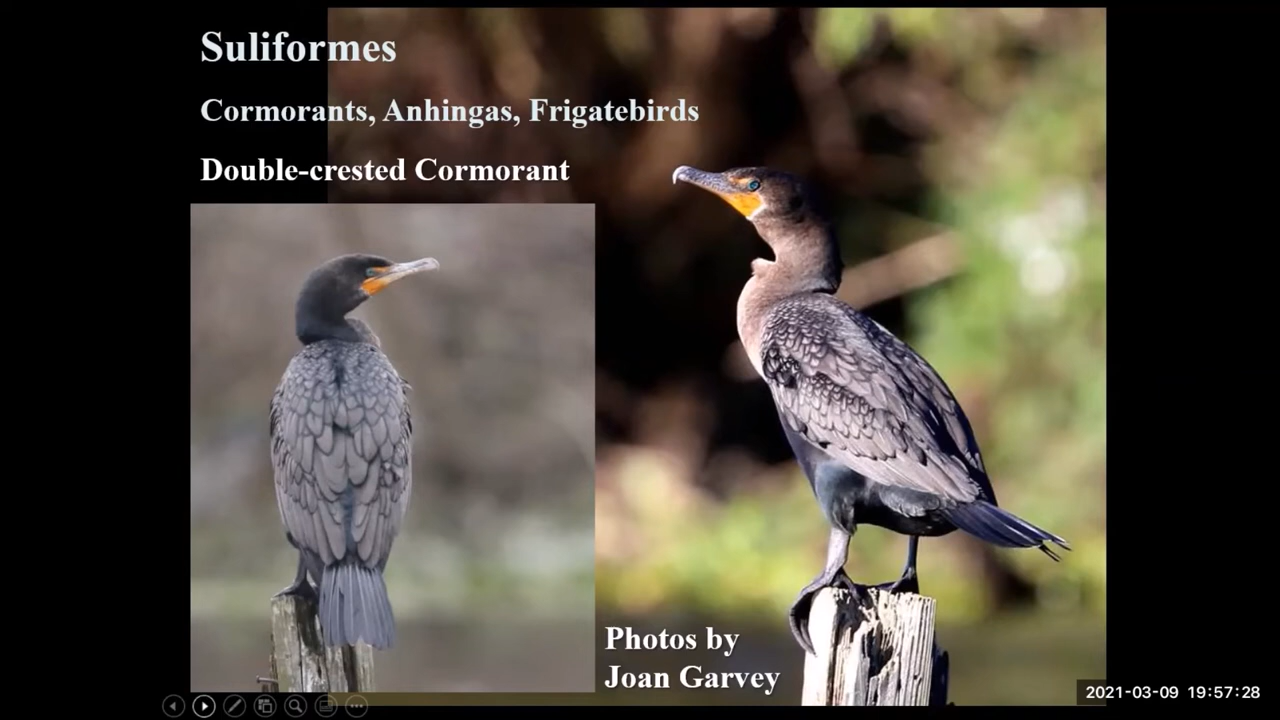 Suliformes
Cormorants, Anhingas, Frigatebirds
Double-crested Cormorant
Photos by
Joan Garvey
2021-03-09 19:57:28